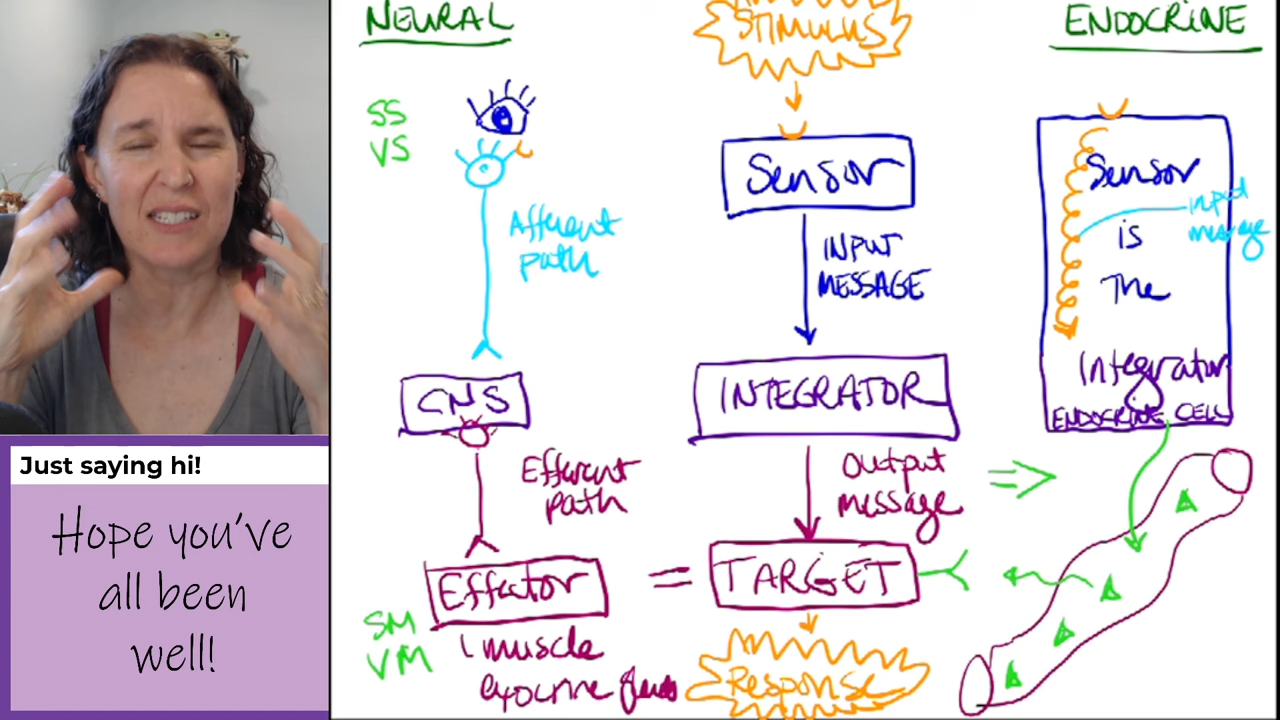 NEURAL
STIMULUS
ENDOCRINE
SS
VS
Sensor
Afferent
path
INPUT
MESSAGE
Sensor
input
message
is
The
Integrator
ENDOCRINE CELL
CNS
INTEGRATOR
Efferent
path
Output
message
Effector
=
TARGET
SM
VM
muscle
exocrine glands
Response
Just saying hi!
Hope you've
all been
well!